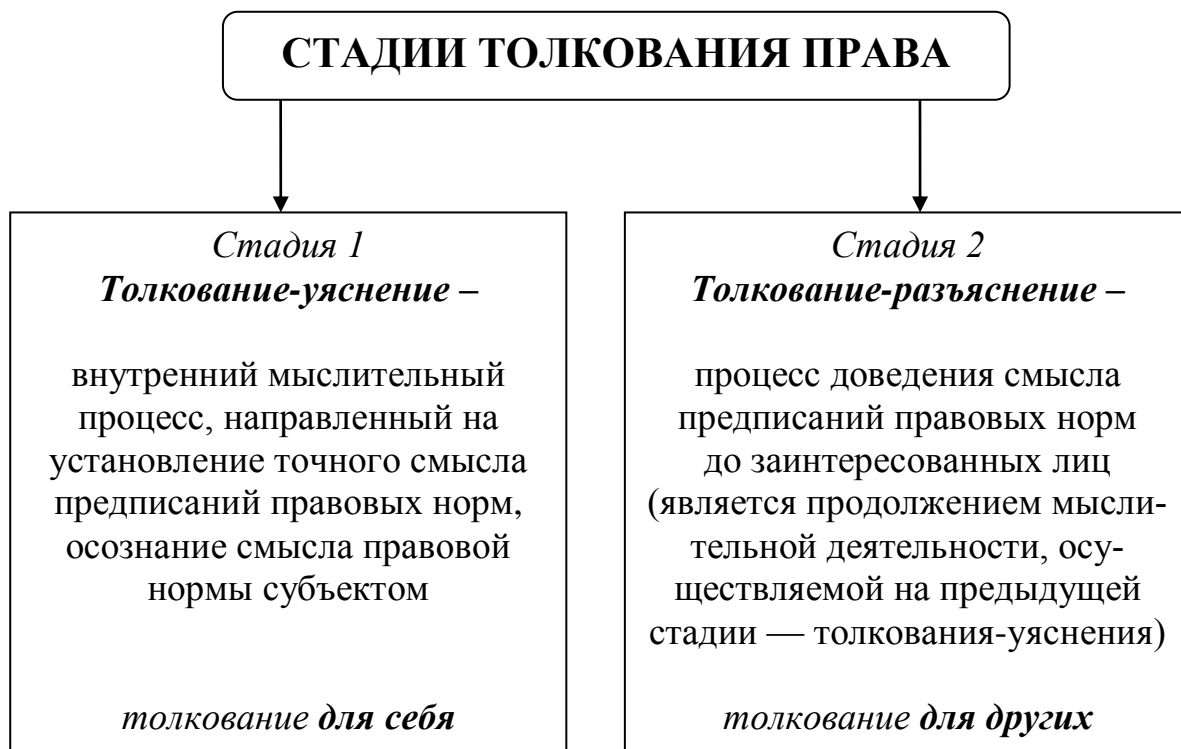 СТАДИИ ТОЛКОВАНИЯ ПРАВА
Стадия 1
Толкование-уяснение –
внутренний мыслительный
процесс, направленный на
установление точного смысла
предписаний правовых норм,
осознание смысла правовой
нормы субъектом
толкование для себя
Стадия 2
Толкование-разъяснение –
процесс доведения смысла
предписаний правовых норм
до заинтересованных лиц
(является продолжением мысли-
тельной деятельности, осу-
ществляемой на предыдущей
стадии — толкования-уяснения)
толкование для других